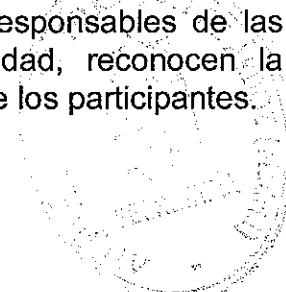 esponsables de las
dad, reconocen la
e los participantes.